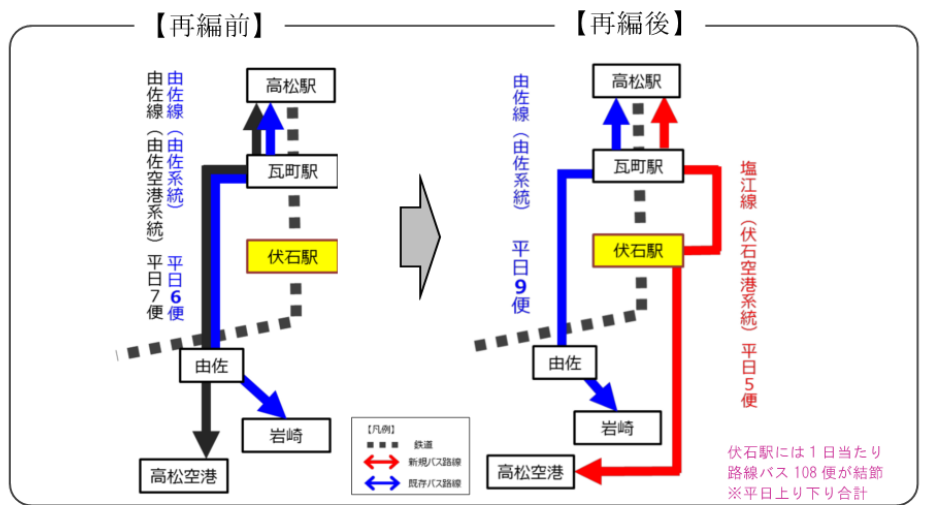 【再編前】
【再編後】
高松駅
由佐線（由佐系統） 平日6便
由佐線（由佐空港系統）平日7便
瓦町駅
伏石駅
由佐
岩崎
高松空港
【凡例】
鉄道
新規バス路線
既存バス路線
高松駅
由佐線（由佐系統） 平日9便
瓦町駅
塩江線（伏石空港系統）平日5便
伏石駅
由佐
岩崎
高松空港
伏石駅には1日当たり
路線バス108便が結節
※平日上り下り合計